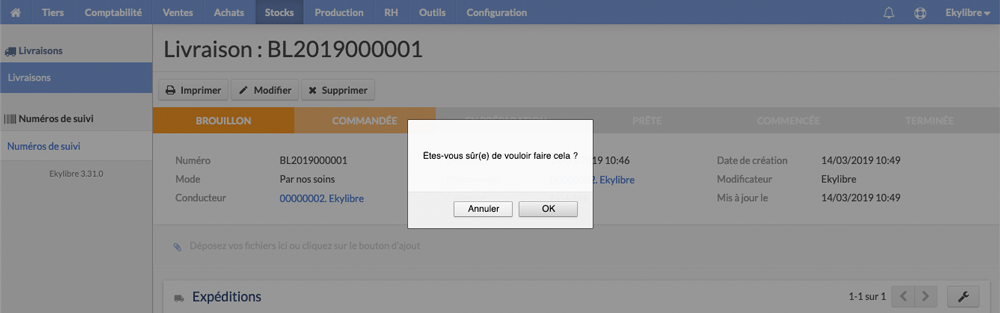 Tiers Comptabilité Ventes Achats Stocks Production RH Outils Configuration Ekylibre
Livraisons
Livraisons
Numéros de suivi
Numéros de suivi
Ekylibre 3.31.0
Livraison : BL2019000001
Imprimer Modifier Supprimer
BROUILLON COMMANDÉE PRÊTE COMMENCÉE TERMINÉE
Êtes-vous sûr(e) de vouloir faire cela ?
Annuler OK
Numéro BL2019000001 19 10:46 Date de création 14/03/2019 10:49
Mode Par nos soins 00000002. Ekylibre Modificateur Ekylibre
Conducteur 00000002. Ekylibre Mis à jour le 14/03/2019 10:49
Déposez vos fichiers ici ou cliquez sur le bouton d'ajout
Expéditions 1-1 sur 1